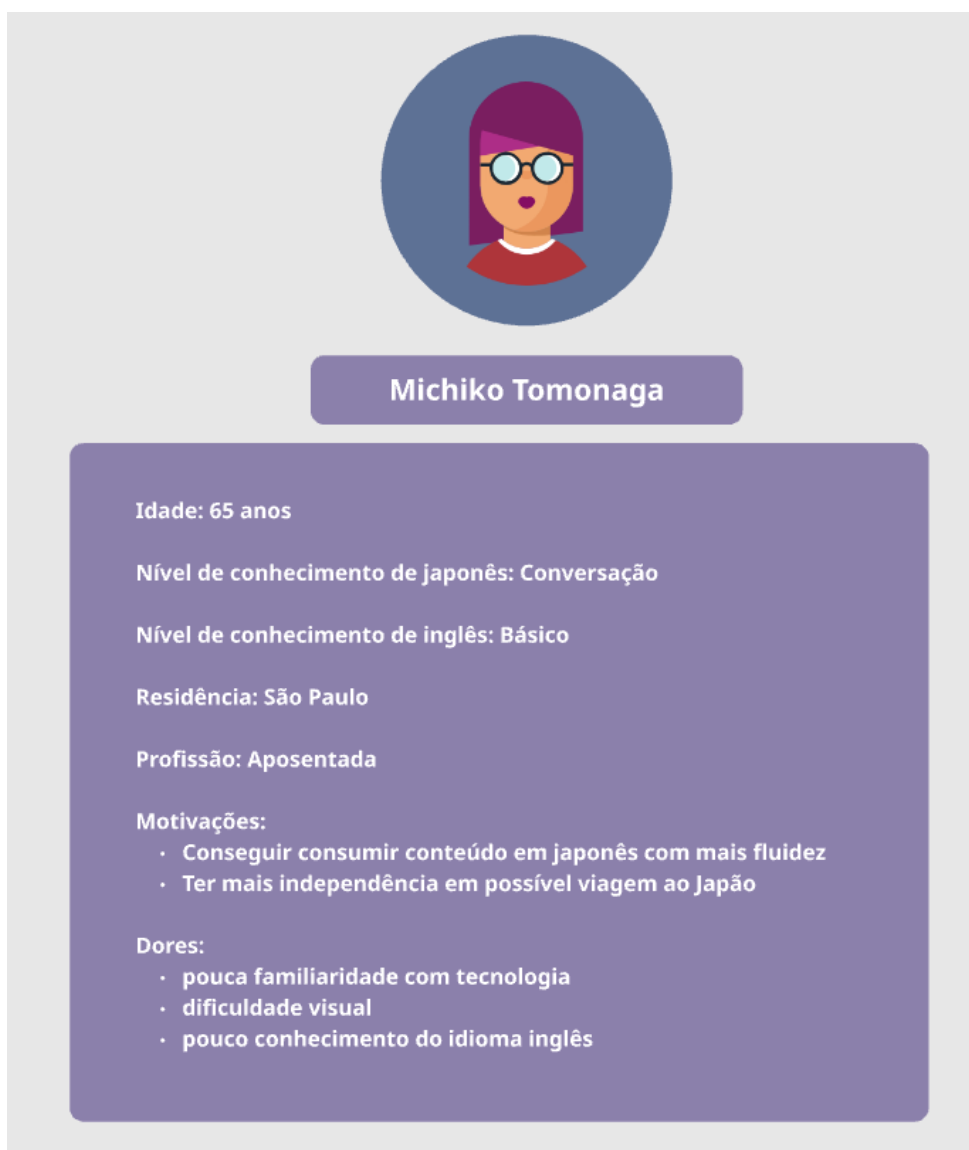 Michiko Tomonaga
Idade: 65 anos
Nível de conhecimento de japonês: Conversação
Nível de conhecimento de inglês: Básico
Residência: São Paulo
Profissão: Aposentada
Motivações:
· Conseguir consumir conteúdo em japonês com mais fluidez
· Ter mais independência em possível viagem ao Japão
Dores:
· pouca familiaridade com tecnologia
· dificuldade visual
· pouco conhecimento do idioma inglês